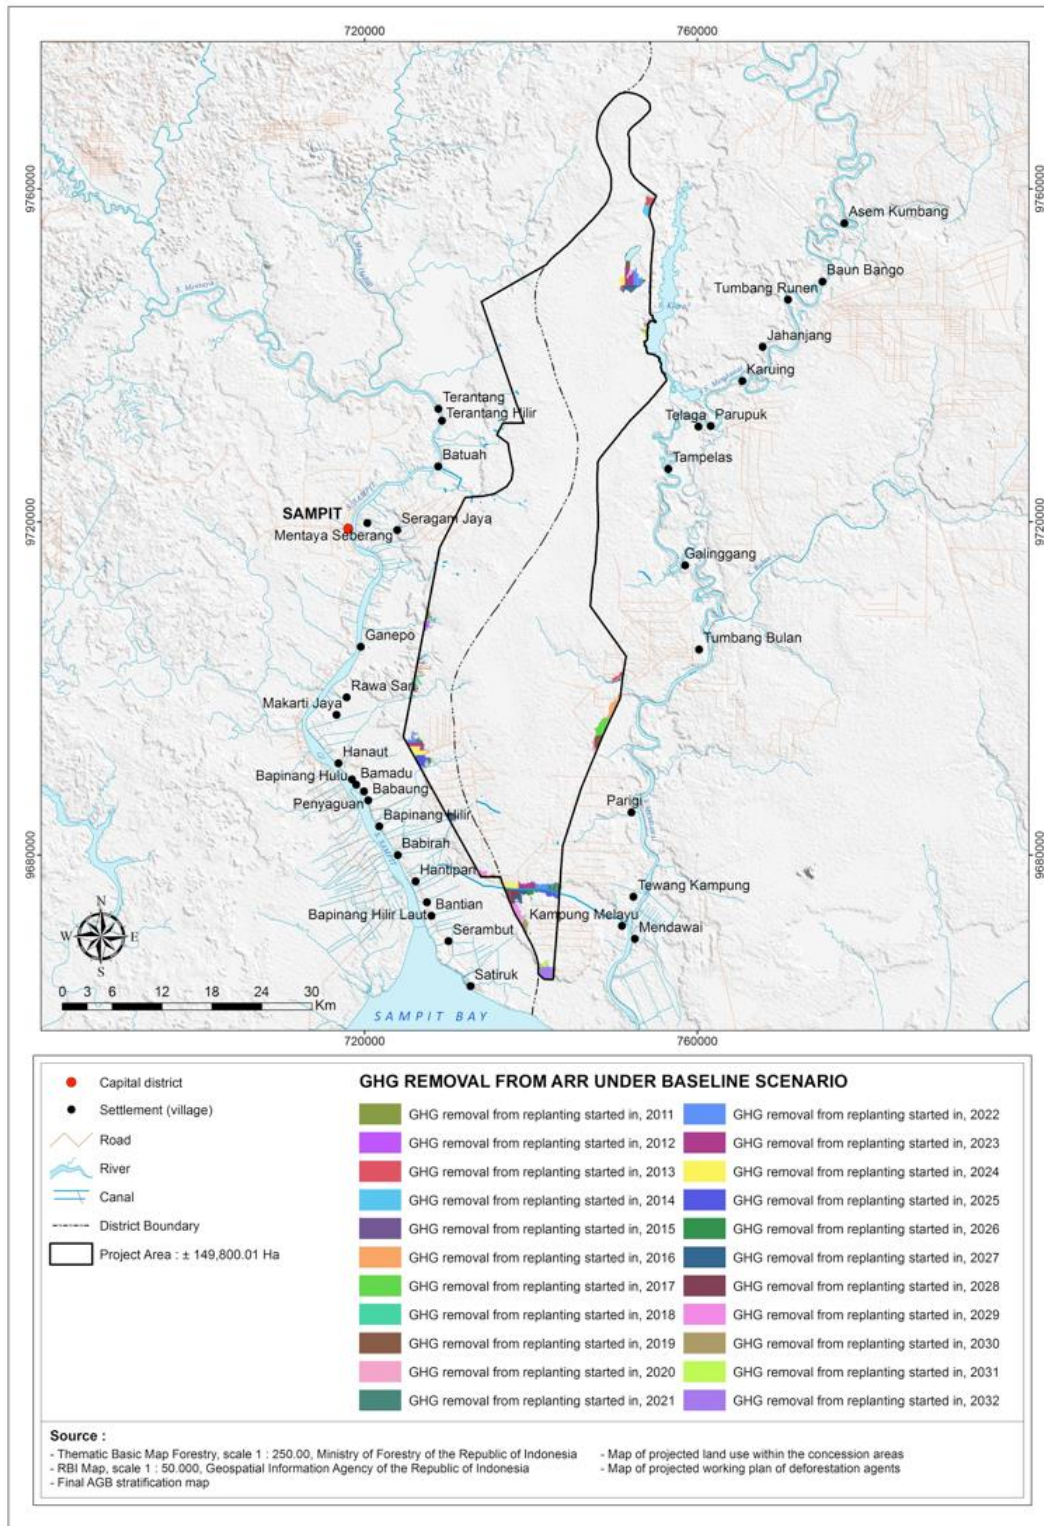 720000
760000
9760000
9760000
Asem Kumbang
Baun Bango
Tumbang Runen
Jahanjang
Karuing
Terantang
Terantang Hilir
Telaga
Parupuk
Batuah
Tampelas
SAMPIT
Seragam Jaya
Mentaya Seberang
9720000
9720000
Galinggang
Ganepo
Tumbang Bulan
Rawa Sari
Makarti Jaya
Hanaut
Bapinang Hulu
Bamadu
Babaung
Penyaguan
Parigi
Bapinang Hilir
Babirah
9680000
9680000
Hantipan
Tewang Kampung
Bantian
Bapinang Hilir Laut
Kampung Melayu
Serambut
Mendawai
Satiruk
N
W
E
S
0 3 6 12 18 24 30
Km
SAMPIT BAY
720000
760000
Capital district
Settlement (village)
Road
River
Canal
District Boundary
Project Area : ± 149,800.01 Ha
GHG REMOVAL FROM ARR UNDER BASELINE SCENARIO
GHG removal from replanting started in, 2011
GHG removal from replanting started in, 2012
GHG removal from replanting started in, 2013
GHG removal from replanting started in, 2014
GHG removal from replanting started in, 2015
GHG removal from replanting started in, 2016
GHG removal from replanting started in, 2017
GHG removal from replanting started in, 2018
GHG removal from replanting started in, 2019
GHG removal from replanting started in, 2020
GHG removal from replanting started in, 2021
GHG removal from replanting started in, 2022
GHG removal from replanting started in, 2023
GHG removal from replanting started in, 2024
GHG removal from replanting started in, 2025
GHG removal from replanting started in, 2026
GHG removal from replanting started in, 2027
GHG removal from replanting started in, 2028
GHG removal from replanting started in, 2029
GHG removal from replanting started in, 2030
GHG removal from replanting started in, 2031
GHG removal from replanting started in, 2032
Source :
- Thematic Basic Map Forestry, scale 1 : 250.00, Ministry of Forestry of the Republic of Indonesia
- RBI Map, scale 1 : 50.000, Geospatial Information Agency of the Republic of Indonesia
- Final AGB stratification map
- Map of projected land use within the concession areas
- Map of projected working plan of deforestation agents